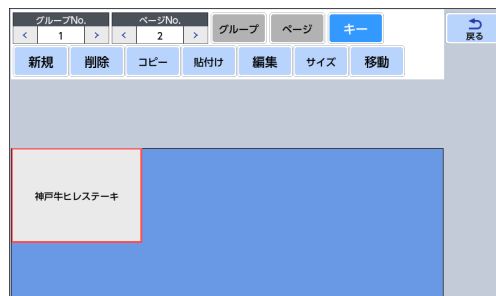 グループNo.
< 1 >
ページNo.
< 2 >
グループ
ページ
キー
戻る
新規
削除
コピー
貼付け
編集
サイズ
移動
神戸牛ヒレステーキ